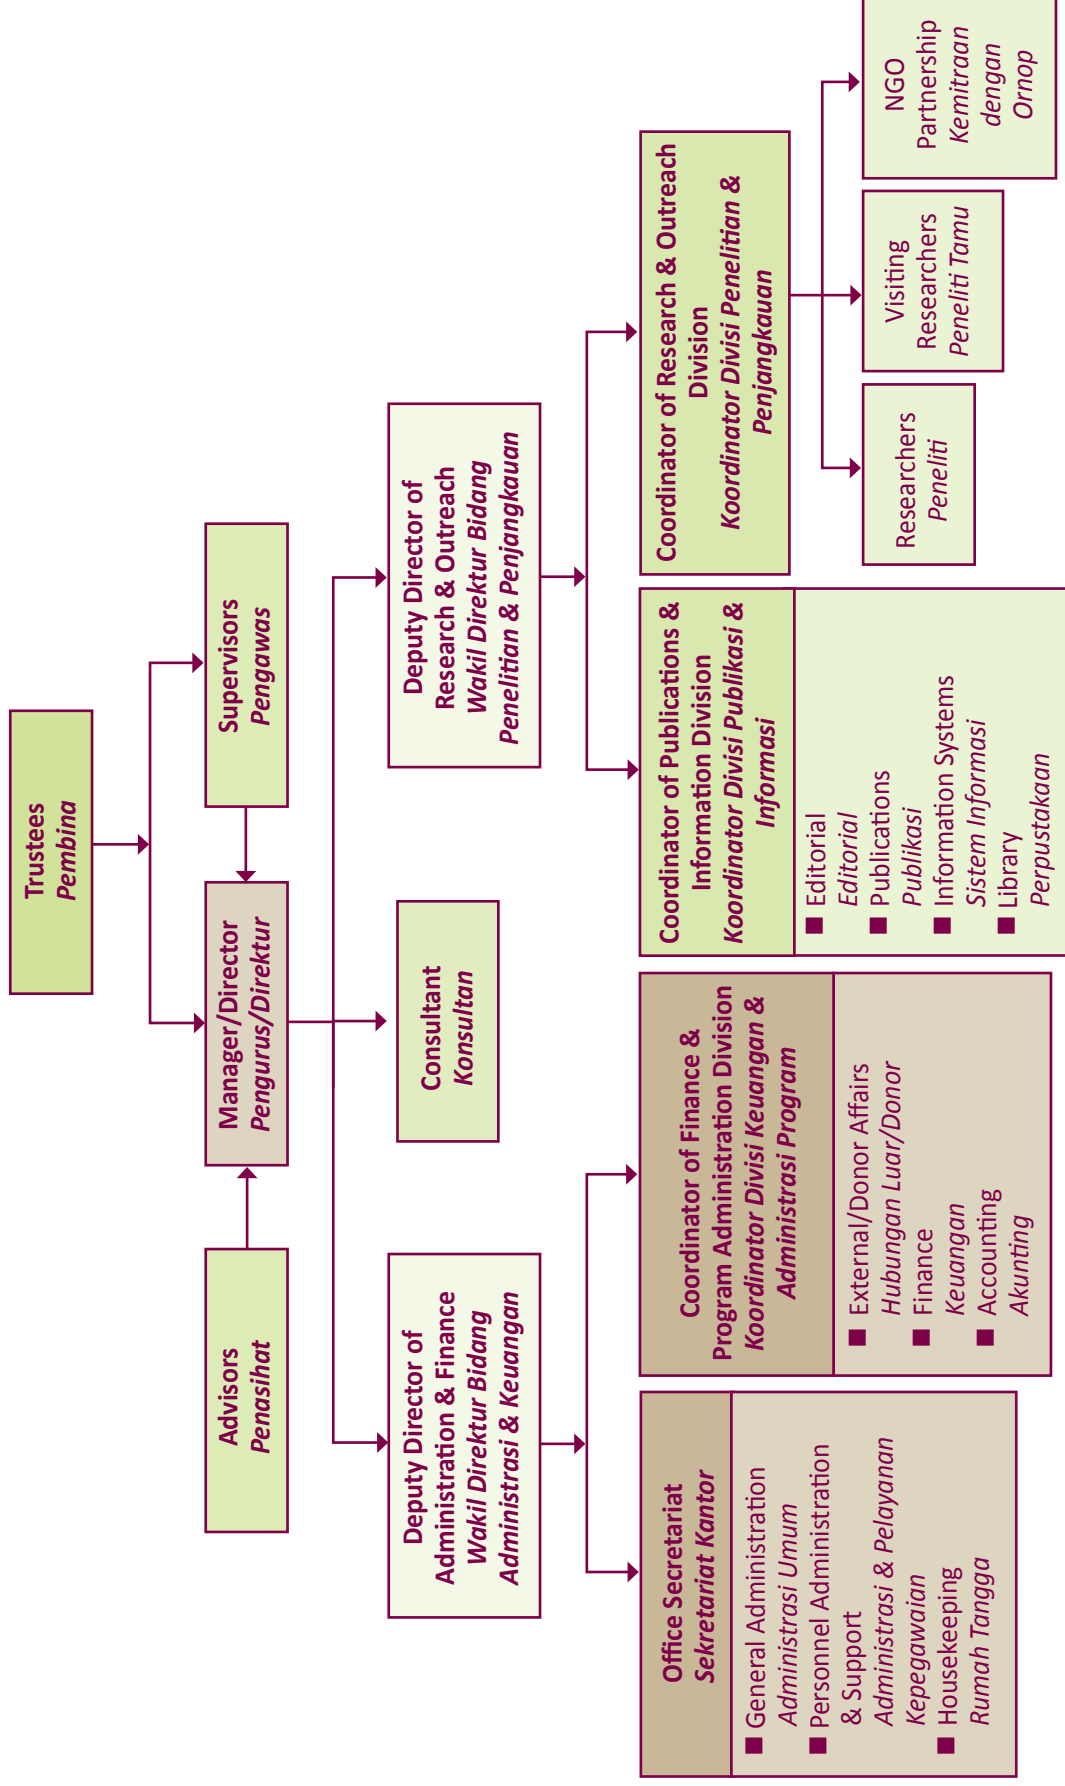 Trustees
Pembina
Advisors
Penasihat
Manager/Director
Pengurus/Direktur
Supervisors
Pengawas
Deputy Director of
Administration & Finance
Wakil Direktur Bidang
Administrasi & Keuangan
Consultant
Konsultan
Deputy Director of
Research & Outreach
Wakil Direktur Bidang
Penelitian & Penjangkauan
Office Secretariat
Sekretariat Kantor
■ General Administration
Administrasi Umum
■ Personnel Administration
& Support
Administrasi & Pelayanan
Kepegawaian
■ Housekeeping
Rumah Tangga
Coordinator of Finance &
Program Administration Division
Koordinator Divisi Keuangan &
Administrasi Program
■ External/Donor Affairs
Hubungan Luar/Donor
■ Finance
Keuangan
■ Accounting
Akunting
Coordinator of Publications &
Information Division
Koordinator Divisi Publikasi &
Informasi
■ Editorial
Editorial
■ Publications
Publikasi
■ Information Systems
Sistem Informasi
■ Library
Perpustakaan
Coordinator of Research & Outreach
Division
Koordinator Divisi Penelitian &
Penjangkauan
Researchers
Peneliti
Visiting
Researchers
Peneliti Tamu
NGO
Partnership
Kemitraan
dengan
Ornop